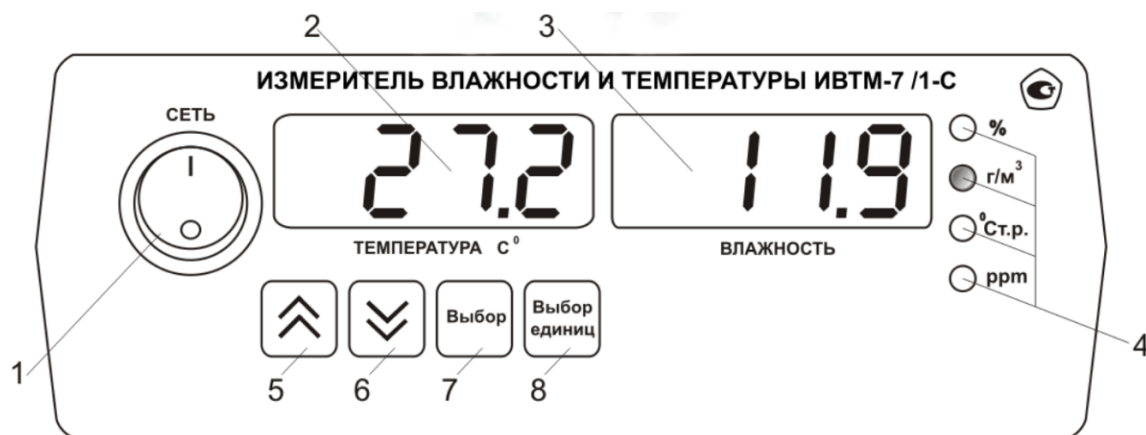 2
3
ИЗМЕРИТЕЛЬ ВЛАЖНОСТИ И ТЕМПЕРАТУРЫ ИВТМ-7 /1-С
СЕТЬ
I
27.2
11.9
%
г/м³
⁰Ст.р.
ppm
ТЕМПЕРАТУРА С⁰
ВЛАЖНОСТЬ
Выбор
Выбор
единиц
1
5
6
7
8
4